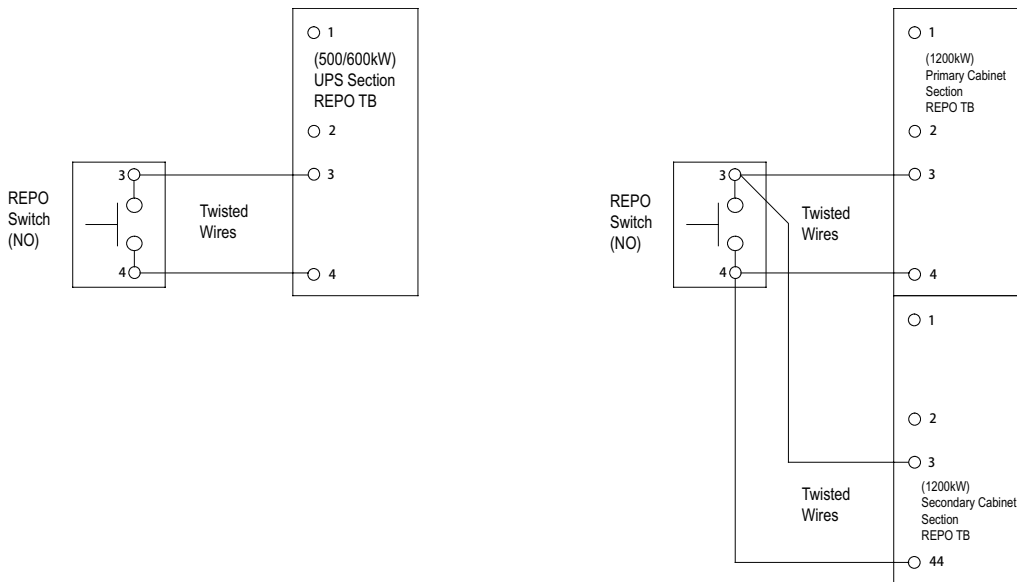 1
(500/600kW)
UPS Section
REPO TB
2
3
3
REPO
Switch
(NO)
Twisted
Wires
4
4
1
(1200kW)
Primary Cabinet
Section
REPO TB
2
3
3
REPO
Switch
(NO)
Twisted
Wires
4
4
1
2
3
(1200kW)
Secondary Cabinet
Section
REPO TB
Twisted
Wires
44